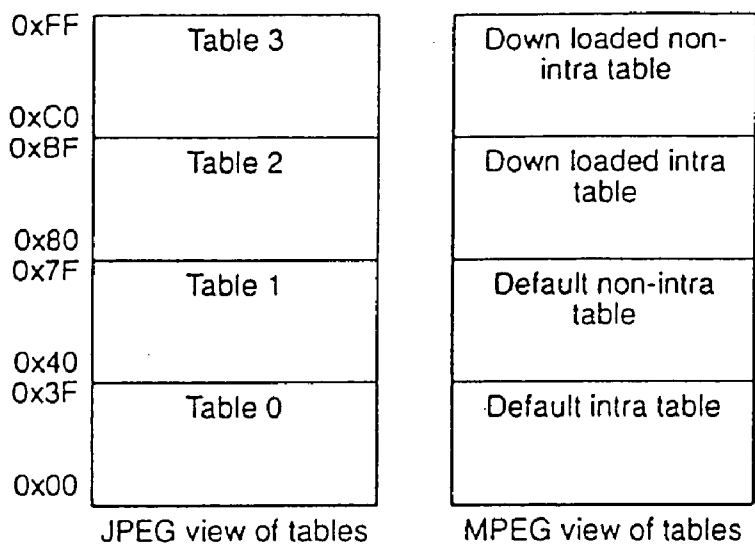 0xFF
Table 3
0xC0
0xBF
Table 2
0x80
0x7F
Table 1
0x40
0x3F
Table 0
0x00
JPEG view of tables
Down loaded non-
intra table
Down loaded intra
table
Default non-intra
table
Default intra table
MPEG view of tables